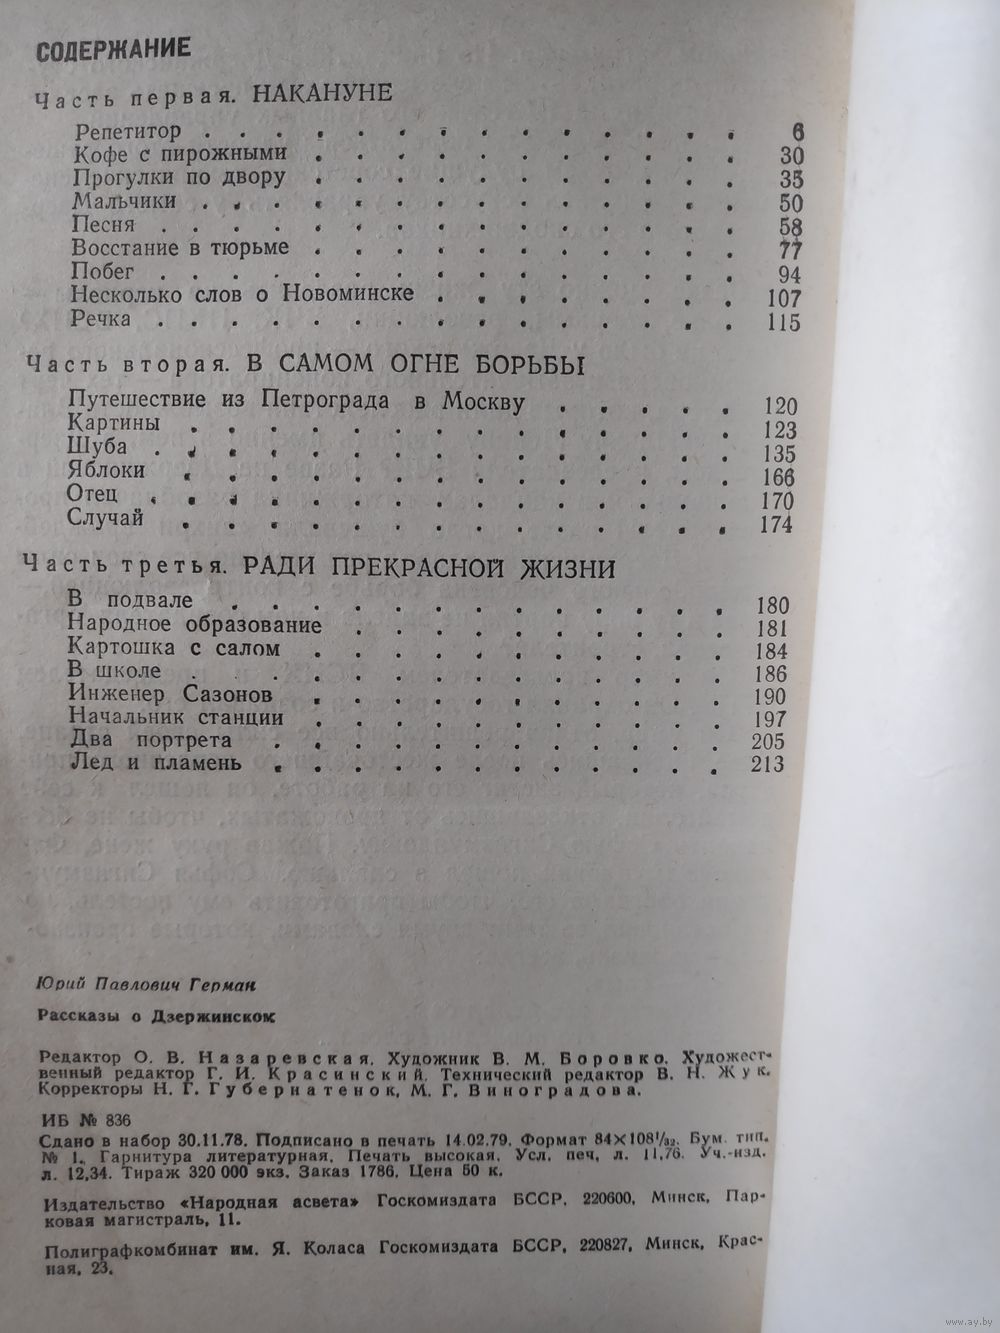 СОДЕРЖАНИЕ
Часть первая. НАКАНУНЕ
Репетитор . . . . . . . . . . . . . . 6
Кофе с пирожными . . . . . . . . . . . 30
Прогулки по двору . . . . . . . . . . . 35
Мальчики . . . . . . . . . . . . . . 50
Песня . . . . . . . . . . . . . . . 58
Восстание в тюрьме . . . . . . . . . . . 77
Побег . . . . . . . . . . . . . . . 94
Несколько слов о Новоминске . . . . . . . . 107
Речка . . . . . . . . . . . . . . . 115
Часть вторая. В САМОМ ОГНЕ БОРЬБЫ
Путешествие из Петрограда в Москву . . . . . 120
Картины . . . . . . . . . . . . . . 123
Шуба . . . . . . . . . . . . . . . 135
Яблоки . . . . . . . . . . . . . . 166
Отец . . . . . . . . . . . . . . . 170
Случай . . . . . . . . . . . . . . 174
Часть третья. РАДИ ПРЕКРАСНОЙ ЖИЗНИ
В подвале . . . . . . . . . . . . . 180
Народное образование . . . . . . . . . . 181
Картошка с салом . . . . . . . . . . . 184
В школе . . . . . . . . . . . . . . 186
Инженер Сазонов . . . . . . . . . . . 190
Начальник станции . . . . . . . . . . . 197
Два портрета . . . . . . . . . . . . 205
Лед и пламень . . . . . . . . . . . . 213
Юрий Павлович Герман
Рассказы о Дзержинском
Редактор О. В. Назаревская. Художник В. М. Боровко. Художест-
венный редактор Г. И. Красинский. Технический редактор В. Н. Жук.
Корректоры Н. Г. Губернатенок, М. Г. Виноградова.
ИБ № 836
Сдано в набор 30.11.78. Подписано в печать 14.02.79. Формат 84×108¹/₃₂. Бум. тип.
№ 1. Гарнитура литературная. Печать высокая. Усл. печ. л. 11,76. Уч.-изд.
л. 12,34. Тираж 320 000 экз. Заказ 1786. Цена 50 к.
Издательство «Народная асвета» Госкомиздата БССР, 220600, Минск, Пар-
ковая магистраль, 11.
Полиграфкомбинат им. Я. Коласа Госкомиздата БССР, 220827, Минск, Крас-
ная, 23.
www.ay.by